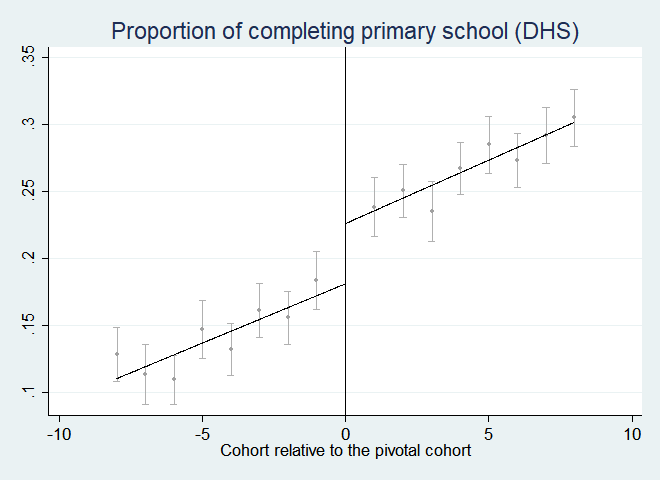 Proportion of completing primary school (DHS)
.35
.3
.25
.2
.15
.1
-10 -5 0 5 10
Cohort relative to the pivotal cohort